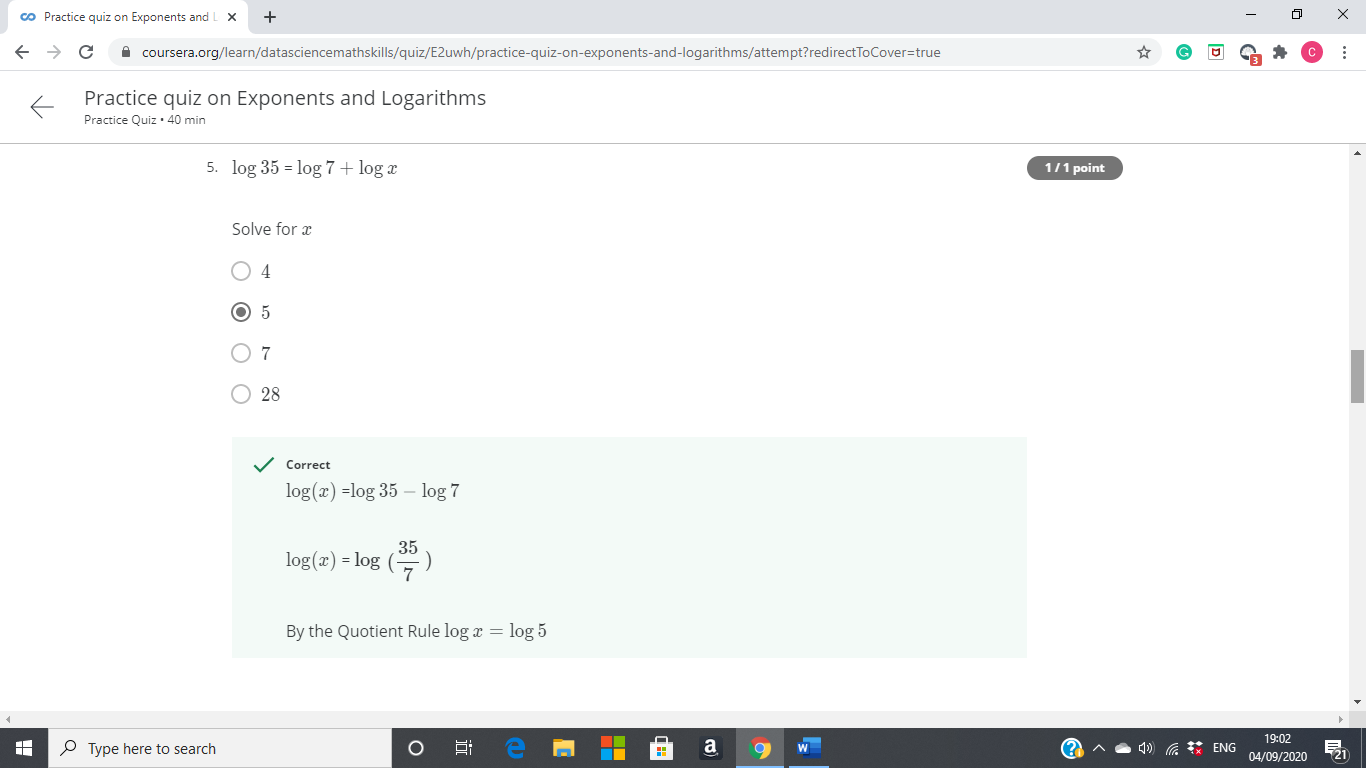 Practice quiz on Exponents and L
coursera.org/learn/datasciencemathskills/quiz/E2uwh/practice-quiz-on-exponents-and-logarithms/attempt?redirectToCover=true
3
C
Practice quiz on Exponents and Logarithms
Practice Quiz • 40 min
5. log 35 = log 7 + log x
1 / 1 point
Solve for x
4
5
7
28
Correct
log(x) =log 35 − log 7
log(x) = log (35/7)
By the Quotient Rule log x = log 5
Type here to search
ENG
19:02
04/09/2020
21